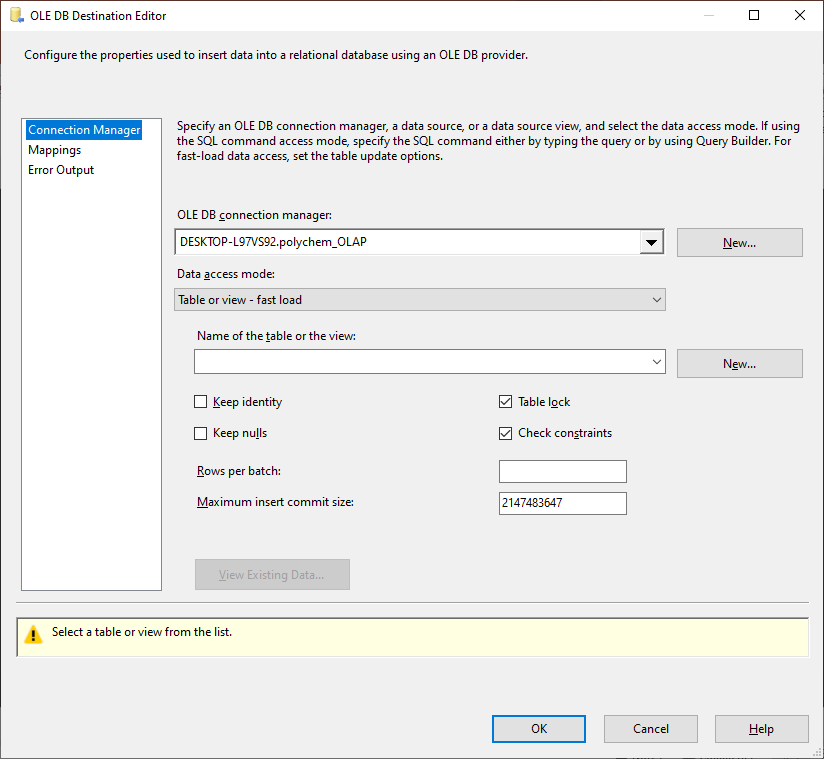 OLE DB Destination Editor
Configure the properties used to insert data into a relational database using an OLE DB provider.
Connection Manager
Mappings
Error Output
Specify an OLE DB connection manager, a data source, or a data source view, and select the data access mode. If using
the SQL command access mode, specify the SQL command either by typing the query or by using Query Builder. For
fast-load data access, set the table update options.
OLE DB connection manager:
DESKTOP-L97VS92.polychem_OLAP
New...
Data access mode:
Table or view - fast load
Name of the table or the view:
New...
Keep identity
Table lock
Keep nulls
Check constraints
Rows per batch:
Maximum insert commit size:
2147483647
View Existing Data...
Select a table or view from the list.
OK
Cancel
Help